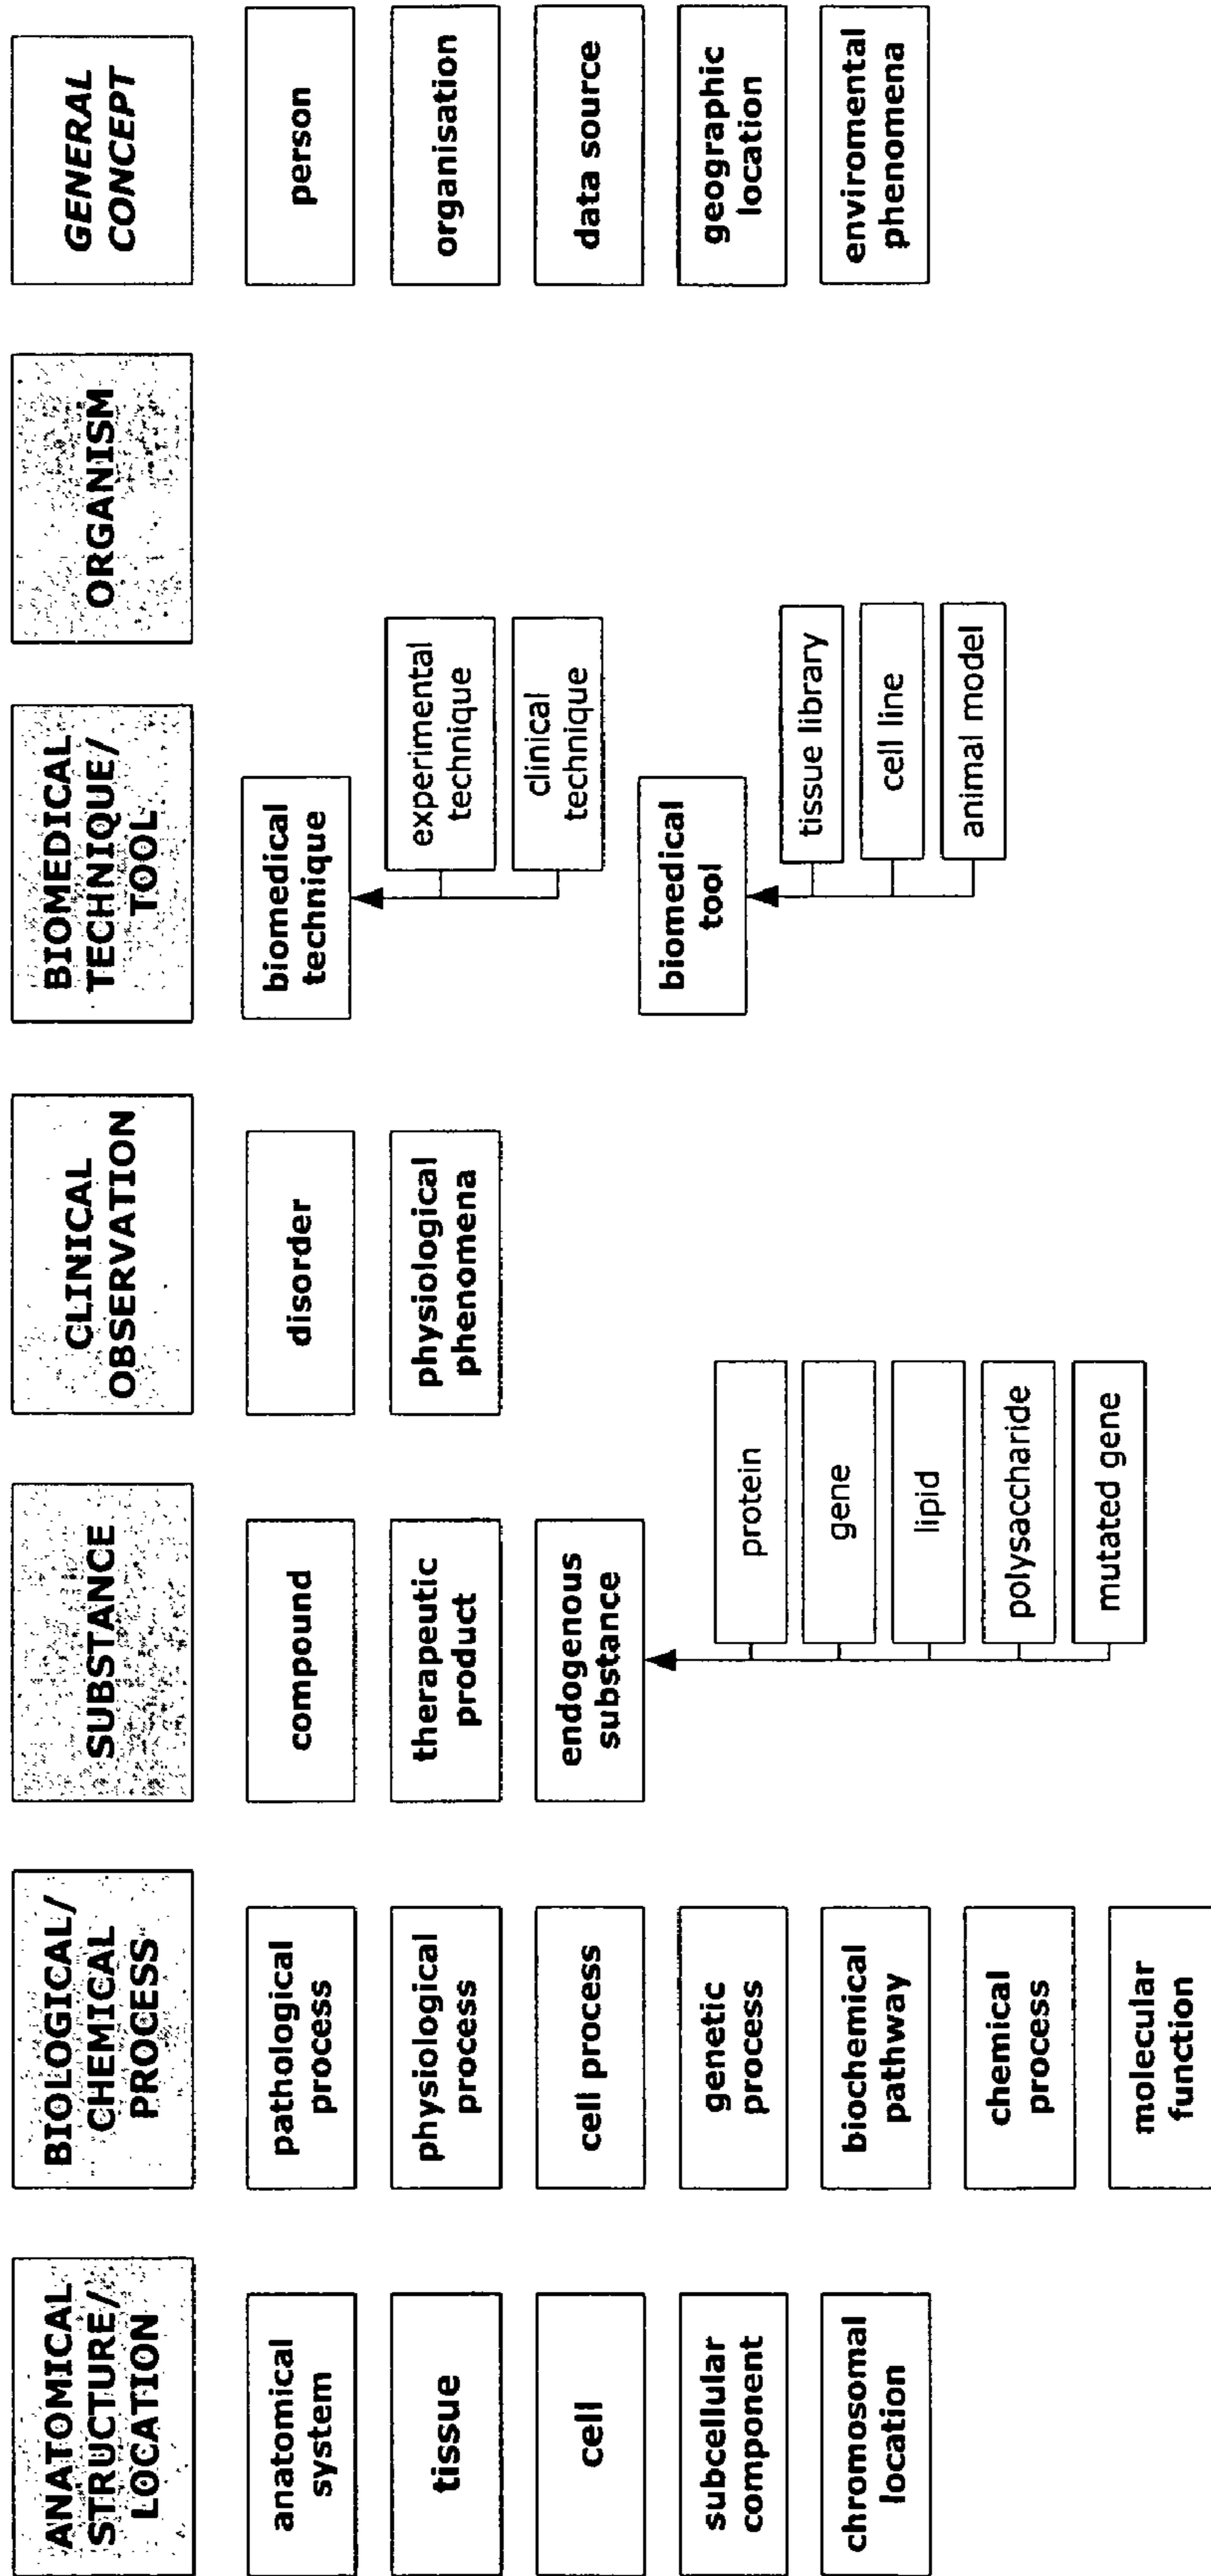 ANATOMICAL
STRUCTURE/
LOCATION
anatomical
system
tissue
cell
subcellular
component
chromosomal
location
BIOLOGICAL/
CHEMICAL
PROCESS
pathological
process
physiological
process
cell process
genetic
process
biochemical
pathway
chemical
process
molecular
function
SUBSTANCE
compound
therapeutic
product
endogenous
substance
protein
gene
lipid
polysaccharide
mutated gene
CLINICAL
OBSERVATION
disorder
physiological
phenomena
BIOMEDICAL
TECHNIQUE/
TOOL
biomedical
technique
experimental
technique
clinical
technique
biomedical
tool
tissue library
cell line
animal model
ORGANISM
GENERAL
CONCEPT
person
organisation
data source
geographic
location
enviromental
phenomena